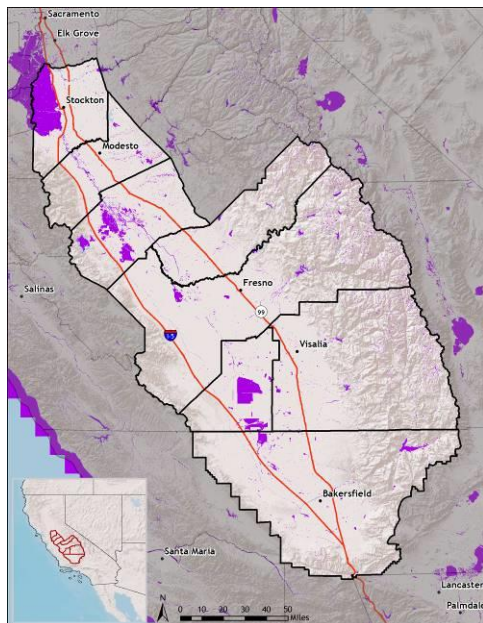 Sacramento
Elk Grove
Stockton
Modesto
Salinas
Fresno
99
Visalia
Bakersfield
Santa Maria
Lancaster
Palmdale
N
0 10 20 30 40 50
Miles